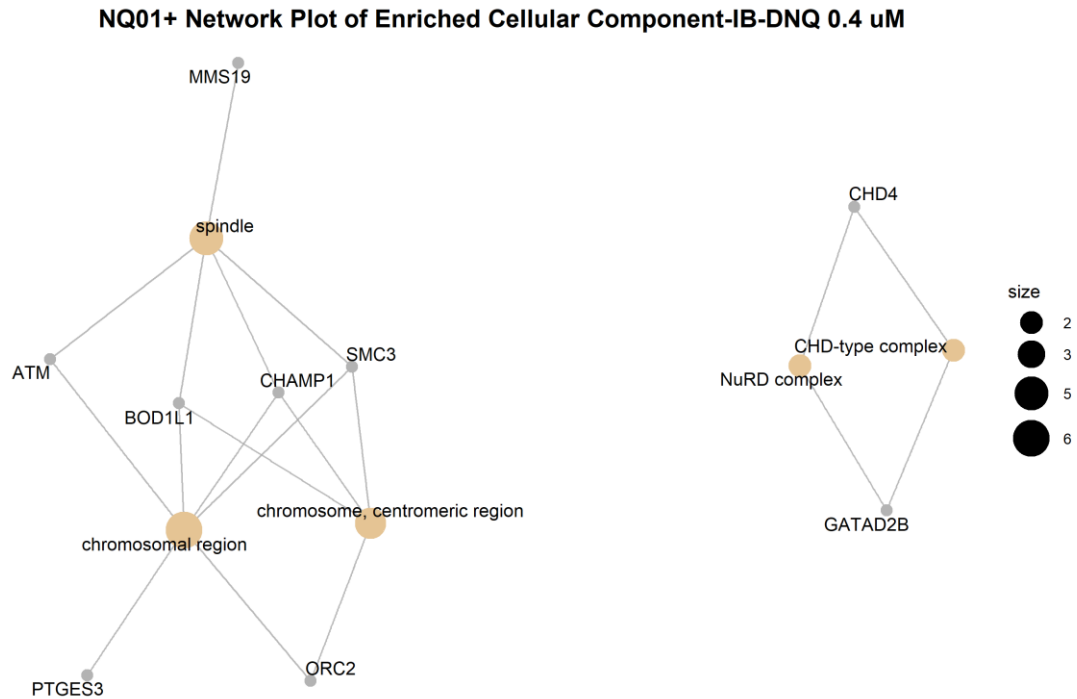 NQ01+ Network Plot of Enriched Cellular Component-IB-DNQ 0.4 uM
MMS19
spindle
ATM
SMC3
CHAMP1
BOD1L1
chromosome, centromeric region
chromosomal region
PTGES3
ORC2
CHD4
CHD-type complex
NuRD complex
GATAD2B
size
2
3
5
6